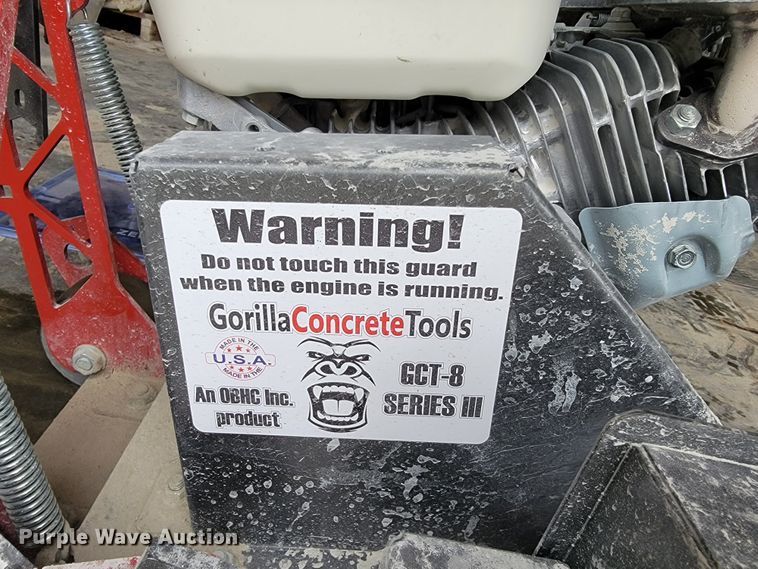 Warning!
Do not touch this guard
when the engine is running.
GorillaConcreteTools
MADE IN THE
U.S.A.
MADE IN THE
GCT-8
SERIES III
An OBHC Inc.
product
Purple Wave Auction®